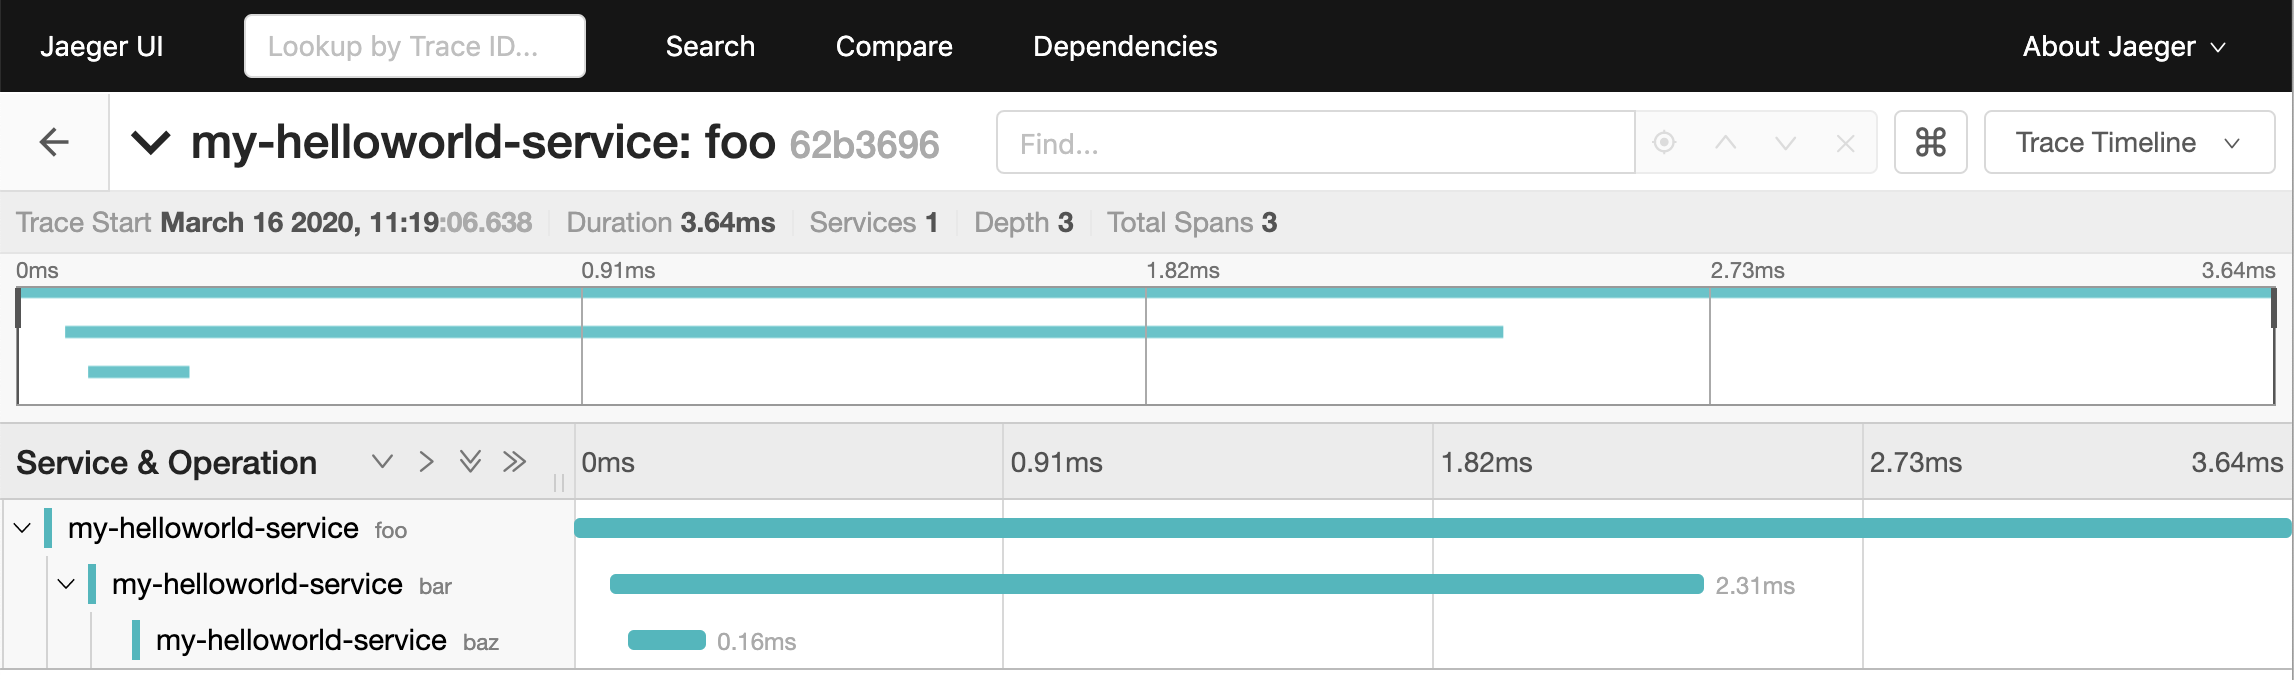 Jaeger UI Lookup by Trace ID... Search Compare Dependencies About Jaeger
my-helloworld-service: foo 62b3696 Find... ⌘ Trace Timeline
Trace Start March 16 2020, 11:19:06.638 Duration 3.64ms Services 1 Depth 3 Total Spans 3
0ms 0.91ms 1.82ms 2.73ms 3.64ms
Service & Operation 0ms 0.91ms 1.82ms 2.73ms 3.64ms
my-helloworld-service foo
my-helloworld-service bar 2.31ms
my-helloworld-service baz 0.16ms